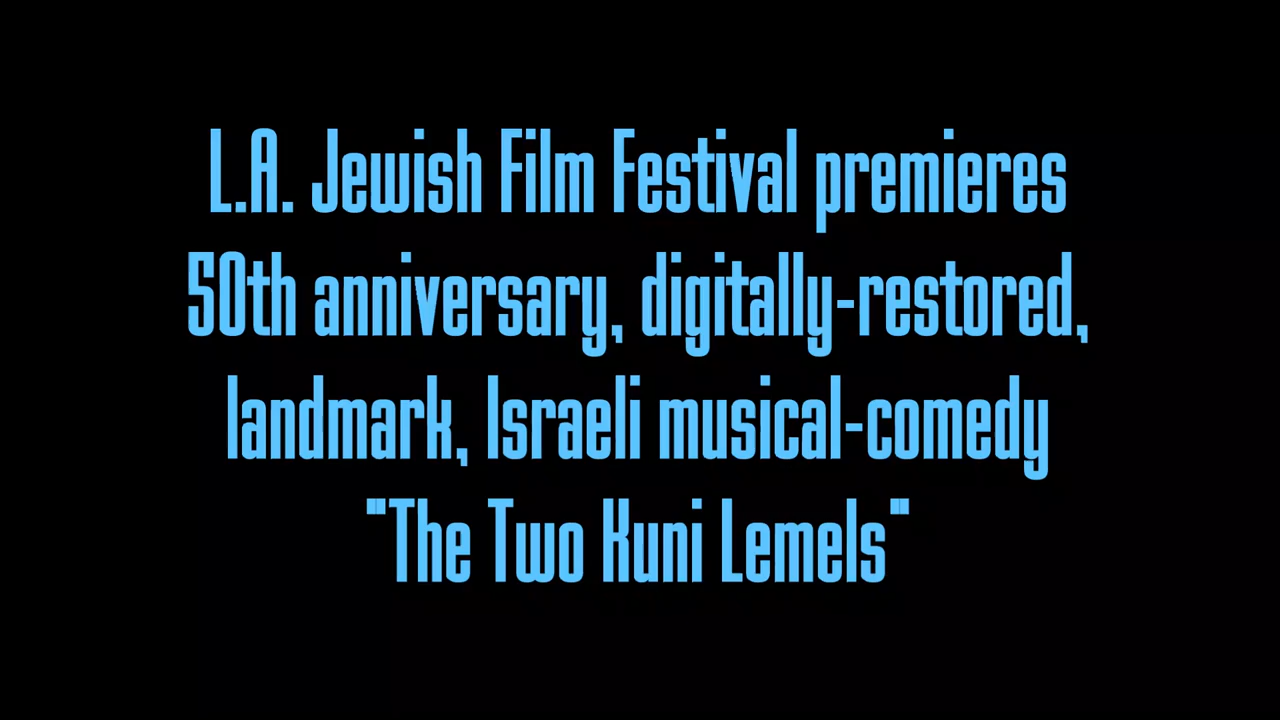 L.A. Jewish Film Festival premieres
50th anniversary, digitally-restored,
landmark, Israeli musical-comedy
"The Two Kuni Lemels"